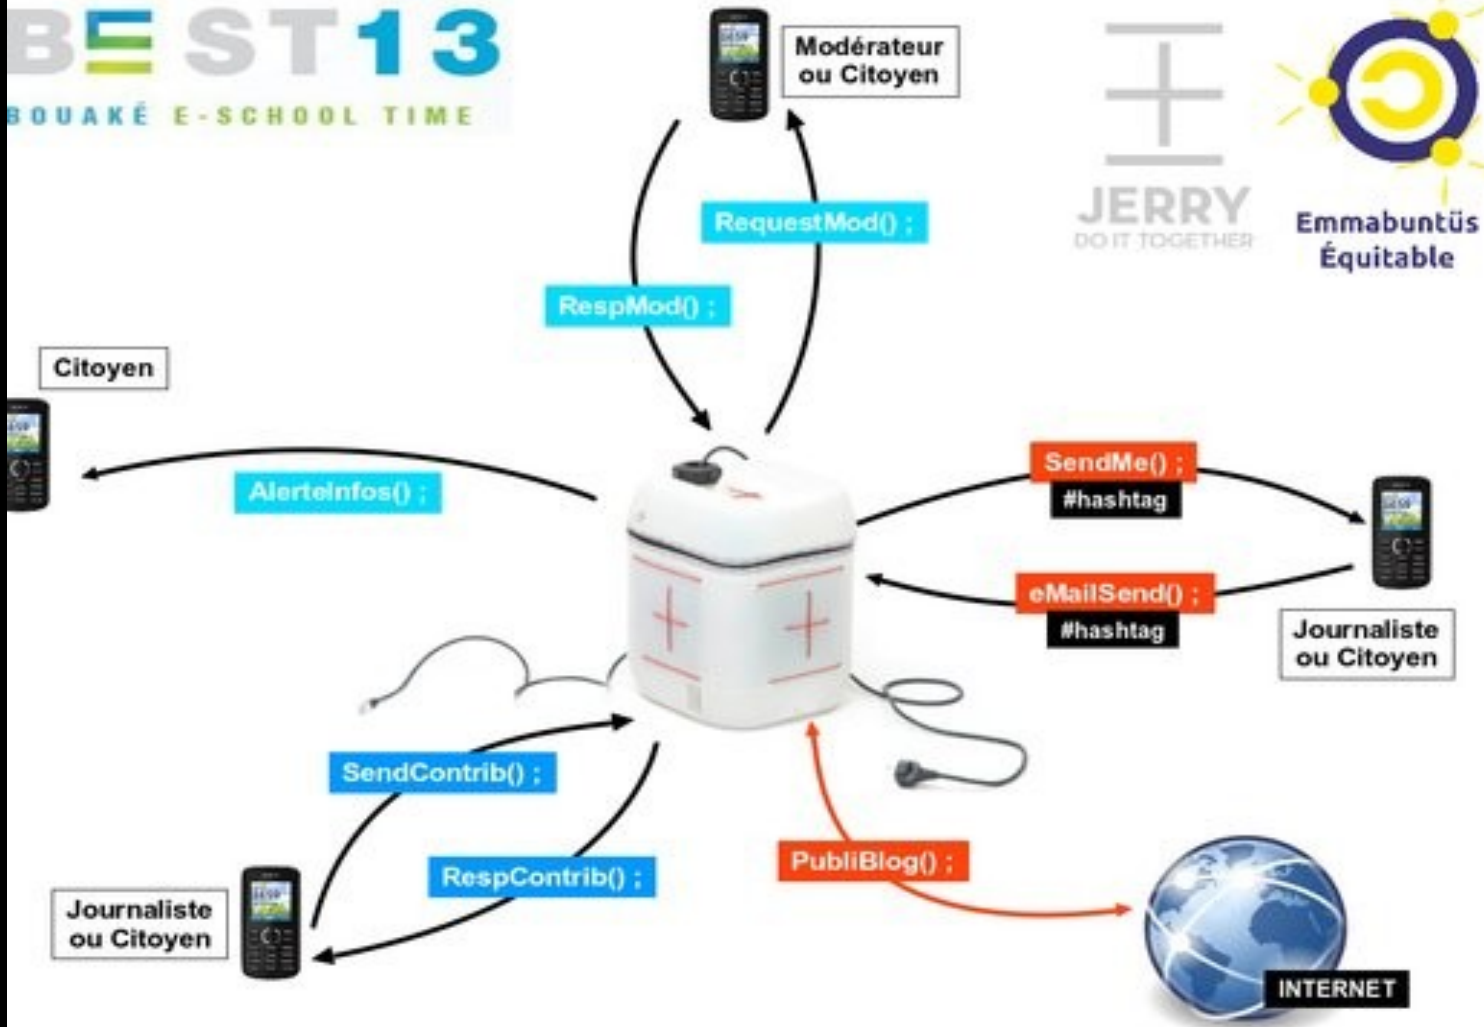 BEST13
BOUAKÉ E-SCHOOL TIME
Modérateur
ou Citoyen
JERRY
DO IT TOGETHER
Emmabuntüs
Équitable
RequestMod() ;
RespMod() ;
Citoyen
AlerteInfos() ;
SendMe() ;
#hashtag
eMailSend() ;
#hashtag
Journaliste
ou Citoyen
SendContrib() ;
RespContrib() ;
PubliBlog() ;
Journaliste
ou Citoyen
INTERNET